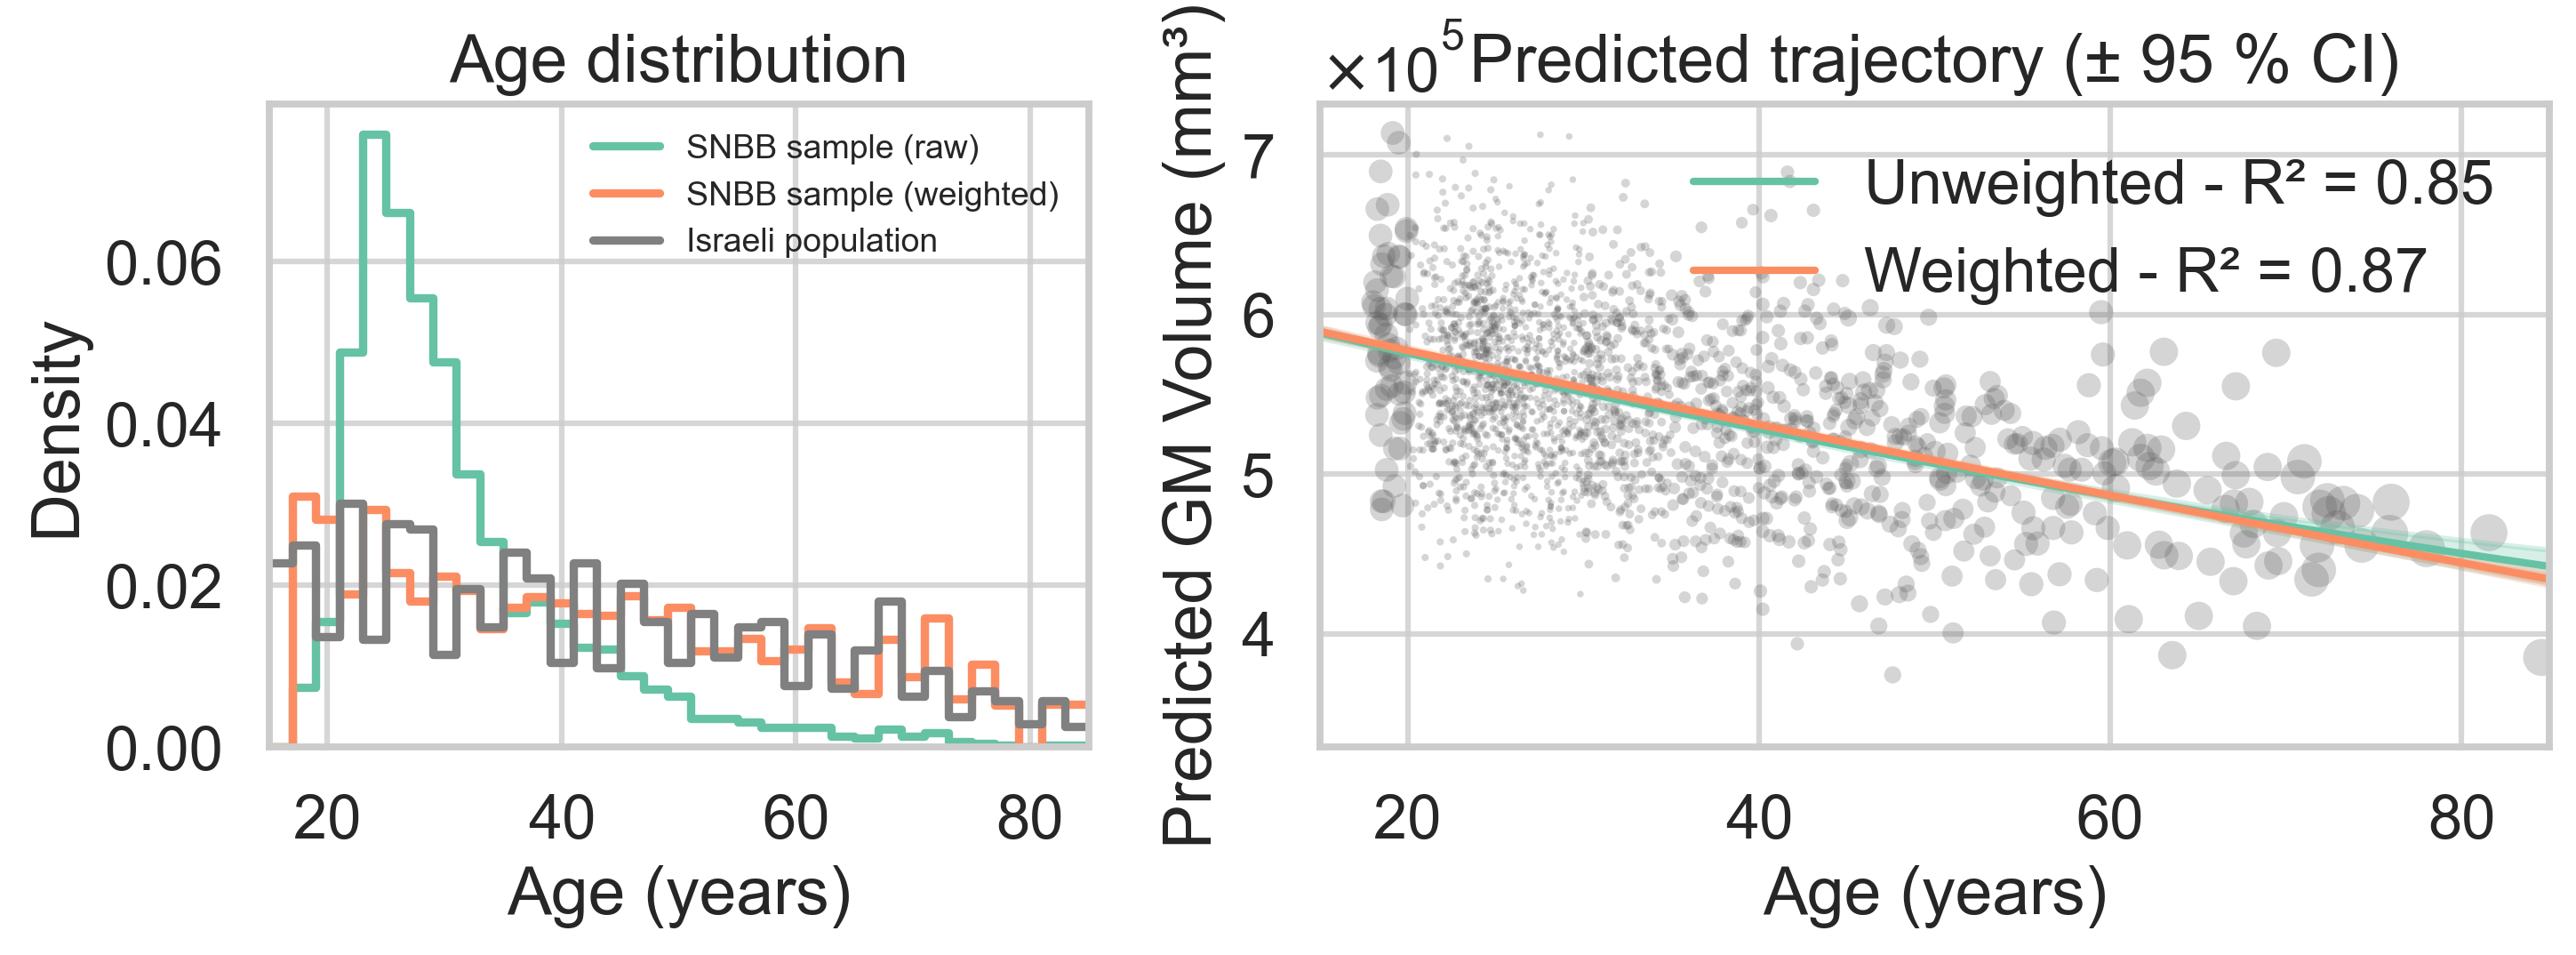 Age distribution
SNBB sample (raw)
SNBB sample (weighted)
Israeli population
Density
0.06
0.04
0.02
0.00
20 40 60 80
Age (years)
×10⁵
Predicted trajectory (± 95 % CI)
Unweighted - R² = 0.85
Weighted - R² = 0.87
Predicted GM Volume (mm³)
7
6
5
4
20 40 60 80
Age (years)